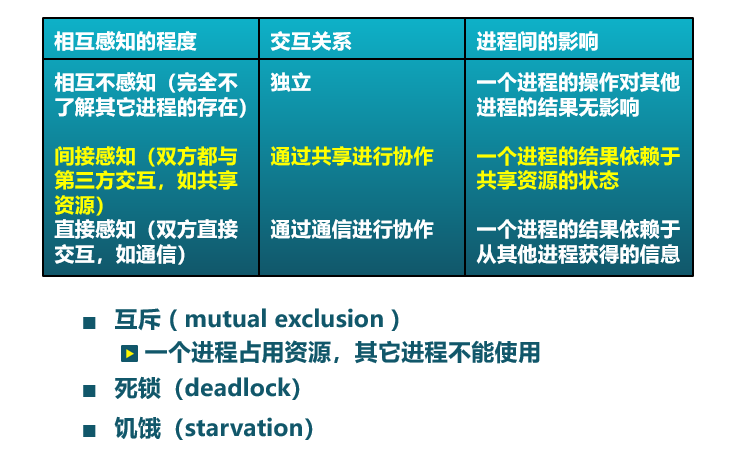 相互感知的程度 交互关系 进程间的影响
相互不感知（完全不 独立 一个进程的操作对其他
了解其它进程的存在） 进程的结果无影响
间接感知（双方都与 通过共享进行协作 一个进程的结果依赖于
第三方交互，如共享 共享资源的状态
资源）
直接感知（双方直接 通过通信进行协作 一个进程的结果依赖于
交互，如通信） 从其他进程获得的信息
互斥 ( mutual exclusion )
一个进程占用资源，其它进程不能使用
死锁（deadlock）
饥饿（starvation）